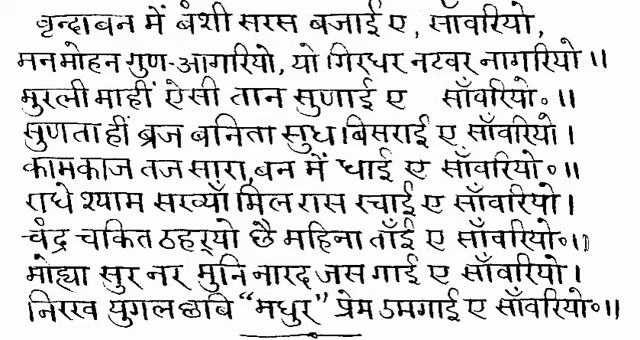 वृन्दावन में बंशी सरस बजाई ए, साँवरियो,
मनमोहन गुण-आगरियो, यो गिरधर नटवर नागरियो॥
मुरली माहीं ऐसी तान सुणाई ए साँवरियो॰॥
सुणता हीं ब्रज बनिता सुध बिसराई ए साँवरियो।
कामकाज तज सारा, बन में धाई ए साँवरियो॰॥
राधे श्याम सख्याँ मिल रास रचाई ए साँवरियो।
चंद्र चकित ठहर्‌यो छै महिना ताँई ए साँवरियो॰॥
मोह्या सुर नर मुनि नारद जस गाई ए साँवरियो।
निरख युगल छबि “मधुर” प्रेम उमगाई ए साँवरियो॰॥